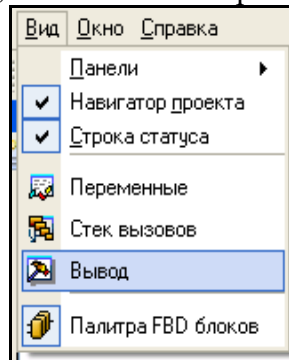 Вид Окно Справка
Панели
Навигатор проекта
Строка статуса
Переменные
Стек вызовов
Вывод
Палитра FBD блоков